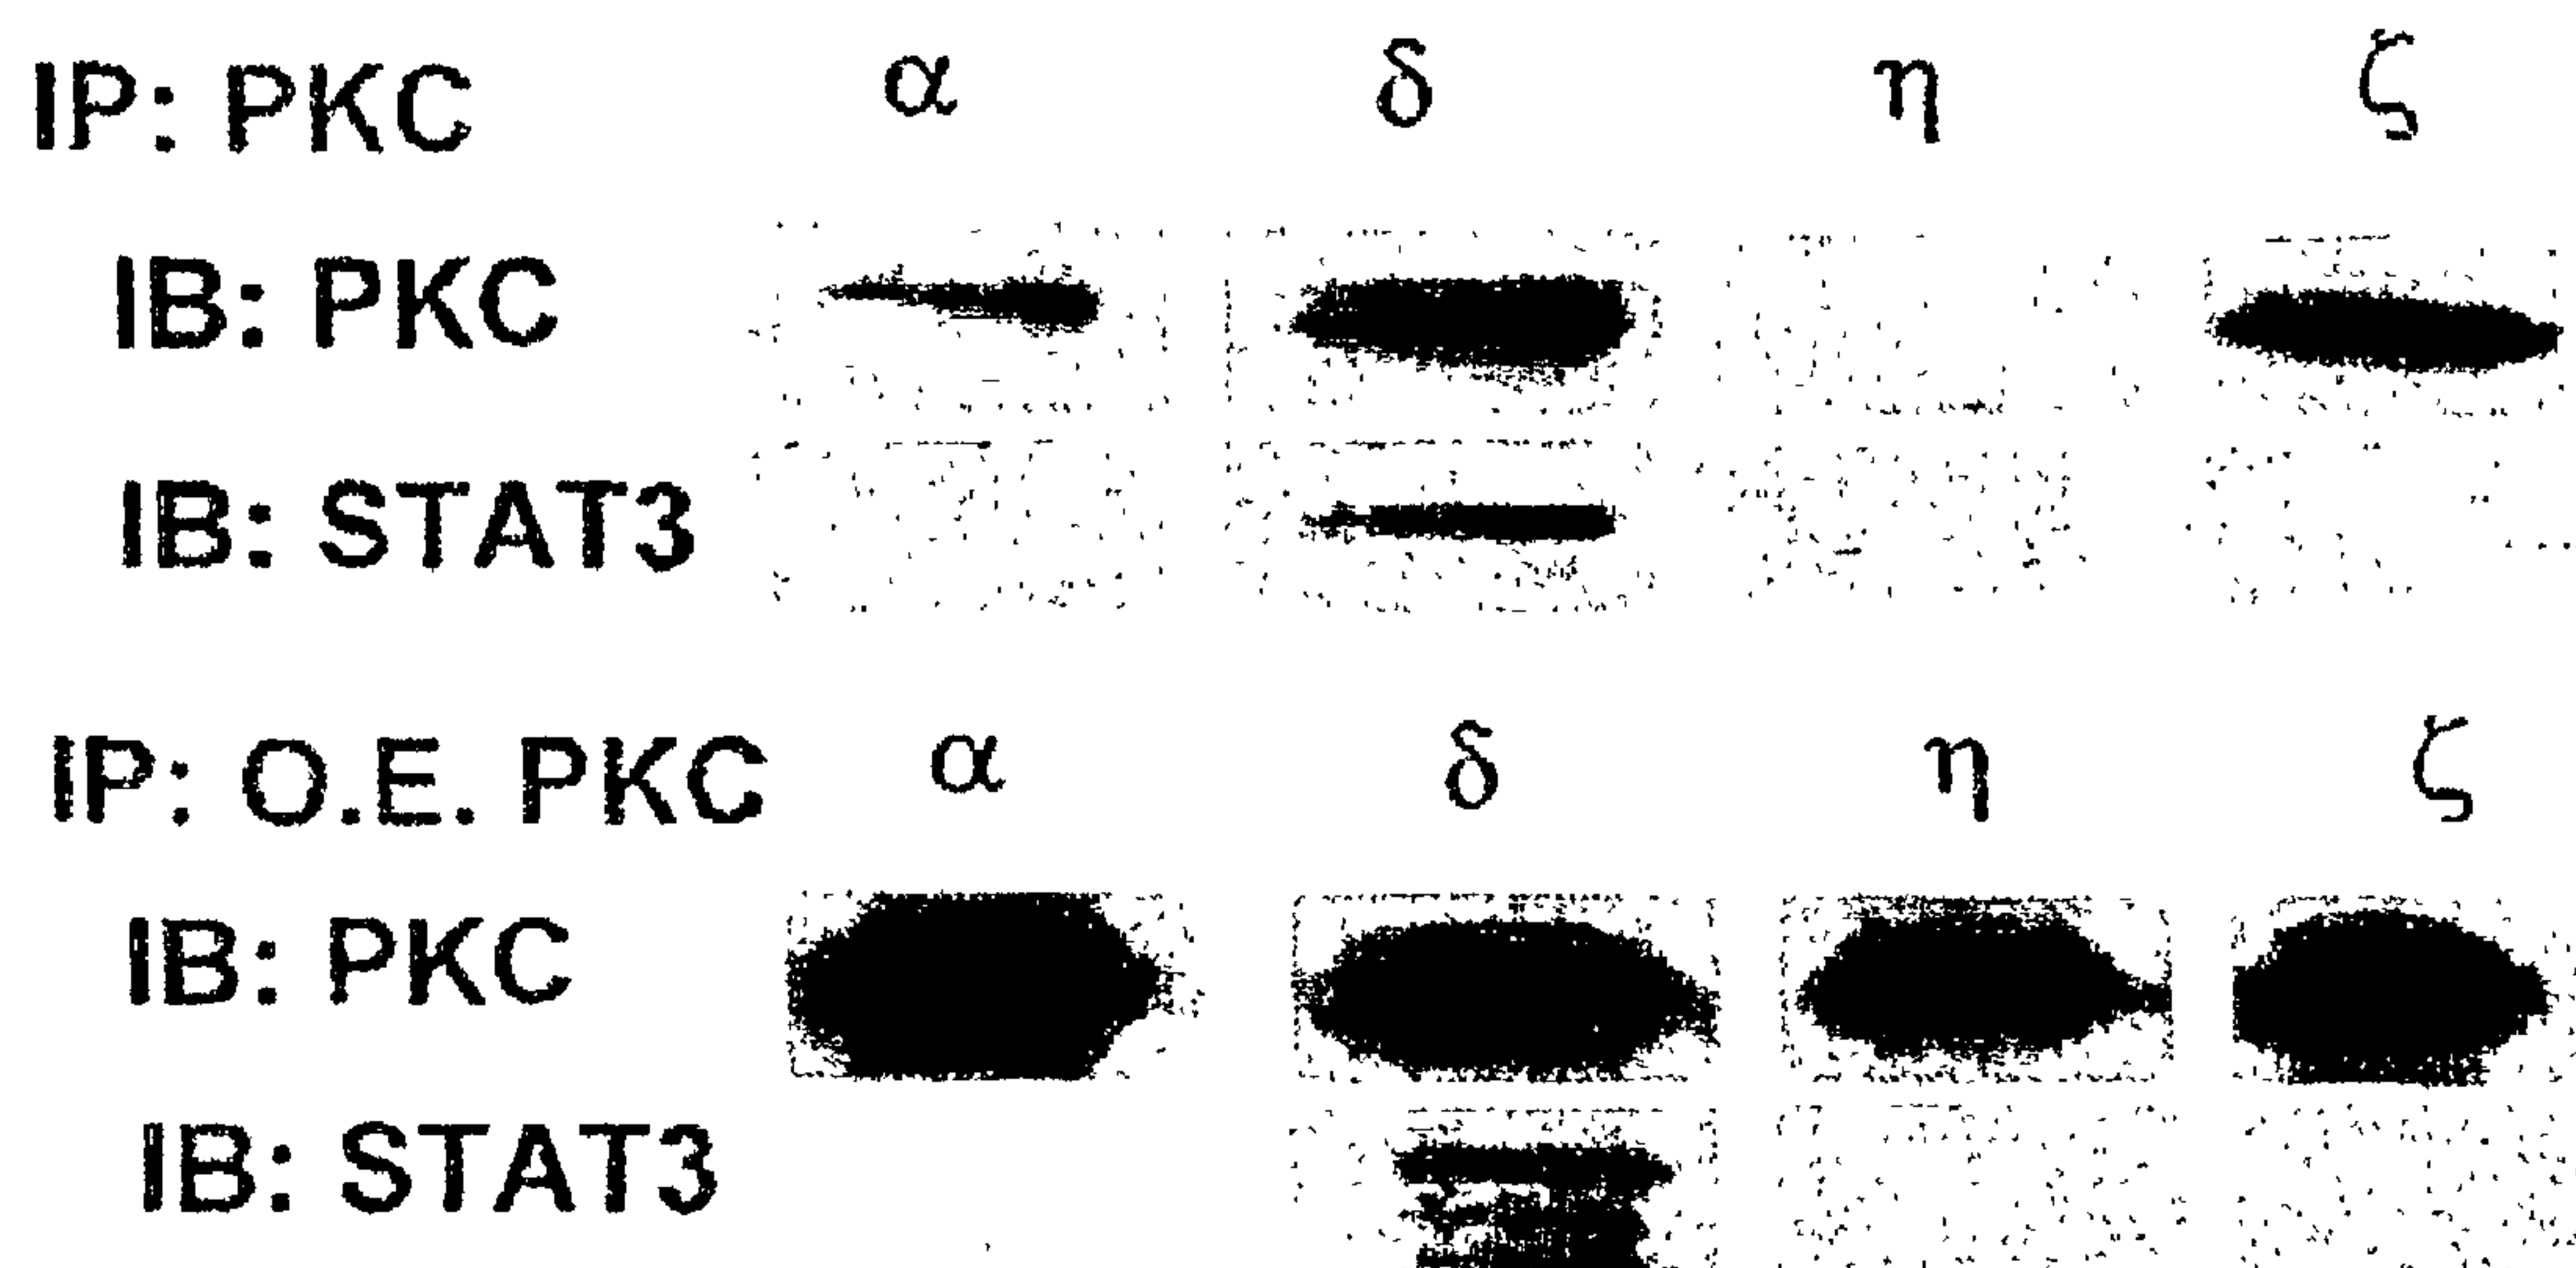 IP: PKC α δ η ζ
IB: PKC
IB: STAT3
IP: O.E. PKC α δ η ζ
IB: PKC
IB: STAT3